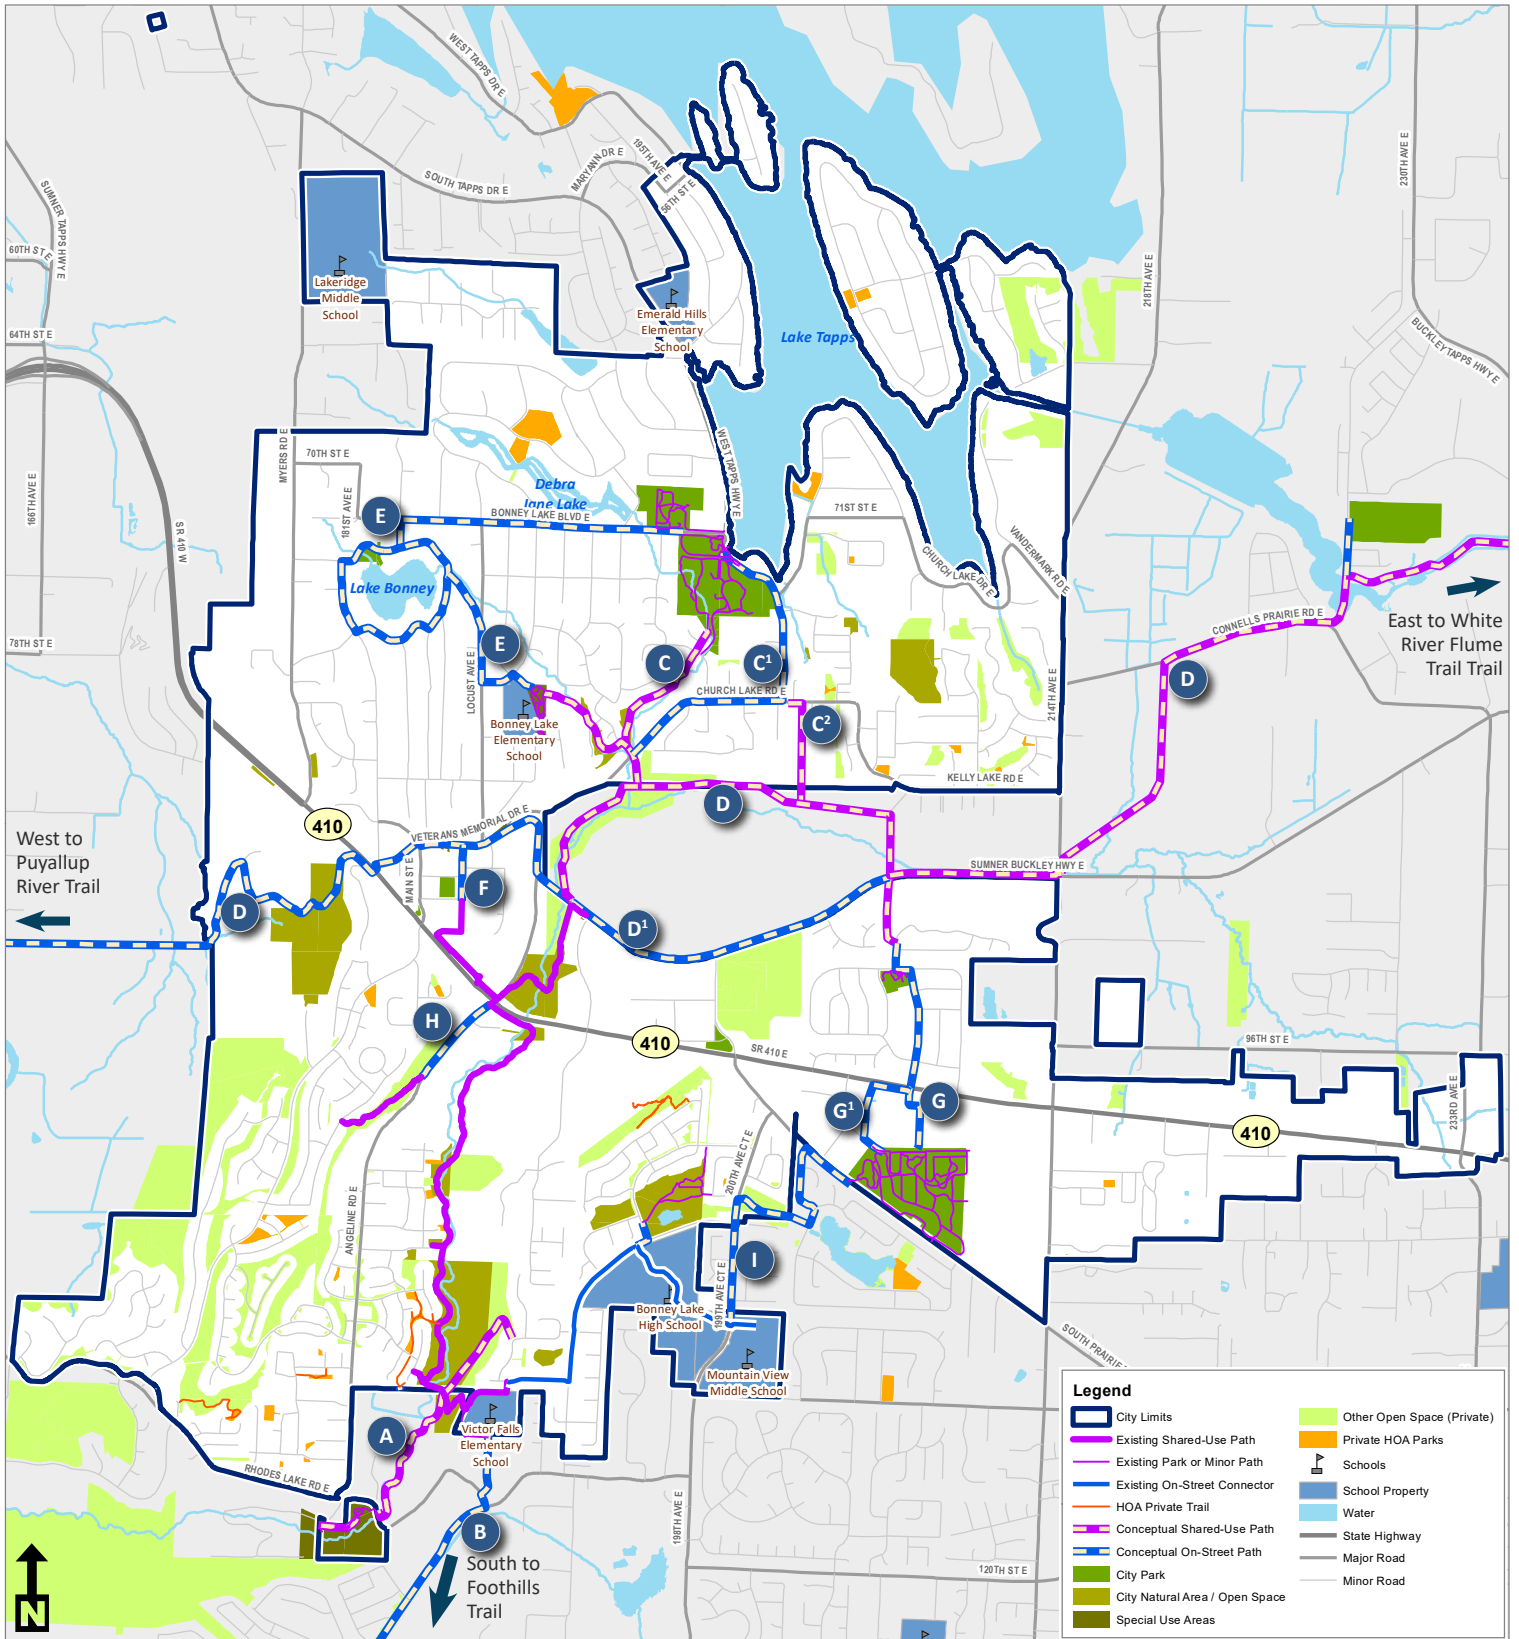 WEST TAPPS DR E
195TH AVE E
MARYANN DR E
56TH ST E
SOUTH TAPPS DR E
SUMNER TAPPS HWY E
60TH ST E
64TH ST E
230TH AVE E
218TH AVE E
BUCKLEY TAPPS HWY E
Lakeridge
Middle
School
Emerald Hills
Elementary
School
Lake Tapps
MYERS RD E
70TH ST E
181ST AVE E
166TH AVE E
SR 410 W
WEST TAPPS HWY E
Debra
Jane Lake
BONNEY LAKE BLVD E
E
71ST ST E
CHURCH LAKE DR E
VANDERMARK RD E
Lake Bonney
78TH ST E
LOCUST AVE E
E
C
C1
CHURCH LAKE RD E
C2
214TH AVE E
CONNELLS PRAIRIE RD E
East to White
River Flume
Trail Trail
D
Bonney Lake
Elementary
School
KELLY LAKE RD E
D
410
VETERANS MEMORIAL DR E
SUMNER BUCKLEY HWY E
West to
Puyallup
River Trail
MAIN ST E
F
D
D1
H
410
SR 410 E
96TH ST E
G1
G
410
233RD AVE E
200TH AVE CT E
ANGELINE RD E
I
199TH AVE CT E
Bonney Lake
High School
Mountain View
Middle School
SOUTH PRAIRIE
A
Victor Falls
Elementary
School
RHODES LAKE RD E
198TH AVE E
B
South to
Foothills
Trail
120TH ST E
N
Legend
City Limits
Existing Shared-Use Path
Existing Park or Minor Path
Existing On-Street Connector
HOA Private Trail
Conceptual Shared-Use Path
Conceptual On-Street Path
City Park
City Natural Area / Open Space
Special Use Areas
Other Open Space (Private)
Private HOA Parks
Schools
School Property
Water
State Highway
Major Road
Minor Road